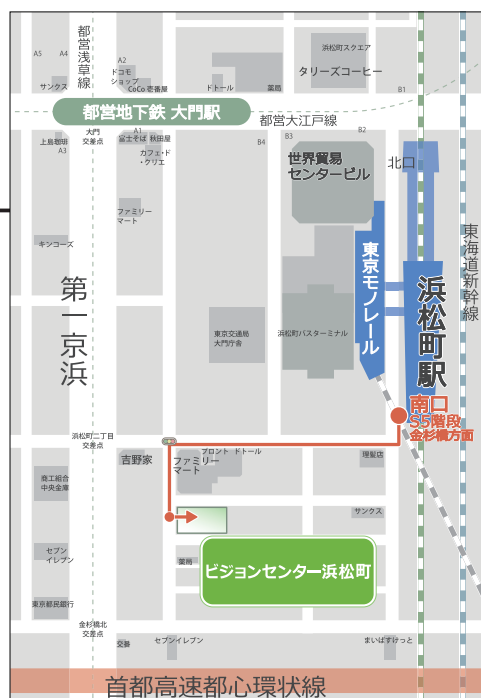 都営浅草線
浜松町スクエア
A5
A4
A2
ドコモ
ショップ
タリーズコーヒー
サンクス
CoCo 壱番屋
ドトール
薬局
B1
都営地下鉄 大門駅
都営大江戸線
大門
交差点
A1
富士そば 秋田屋
上島珈琲
A3
カフェ・ド
・クリエ
B4
B3
B2
世界貿易
センタービル
北口
ファミリー
マート
キンコーズ
東京モノレール
東海道新幹線
第一京浜
浜松町駅
東京交通局
大門庁舎
浜松町バスターミナル
南口
S5階段
金杉橋方面
浜松町二丁目
交差点
吉野家
ファミリー
マート
プロント
ドトール
理髪店
商工組合
中央金庫
サンクス
セブン
イレブン
薬局
ビジョンセンター浜松町
東京都民銀行
金杉橋北
交差点
交番
セブンイレブン
まいばすけっと
首都高速都心環状線